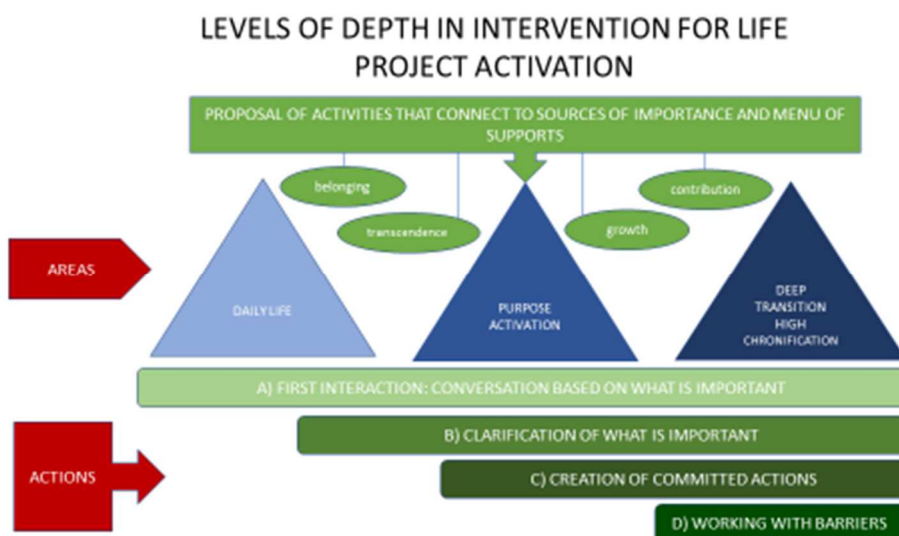 LEVELS OF DEPTH IN INTERVENTION FOR LIFE
PROJECT ACTIVATION
PROPOSAL OF ACTIVITIES THAT CONNECT TO SOURCES OF IMPORTANCE AND MENU OF
SUPPORTS
belonging
contribution
transcendence
growth
AREAS
DAILY LIFE
PURPOSE
ACTIVATION
DEEP
TRANSITION
HIGH
CHRONIFICATION
A) FIRST INTERACTION: CONVERSATION BASED ON WHAT IS IMPORTANT
B) CLARIFICATION OF WHAT IS IMPORTANT
ACTIONS
C) CREATION OF COMMITTED ACTIONS
D) WORKING WITH BARRIERS